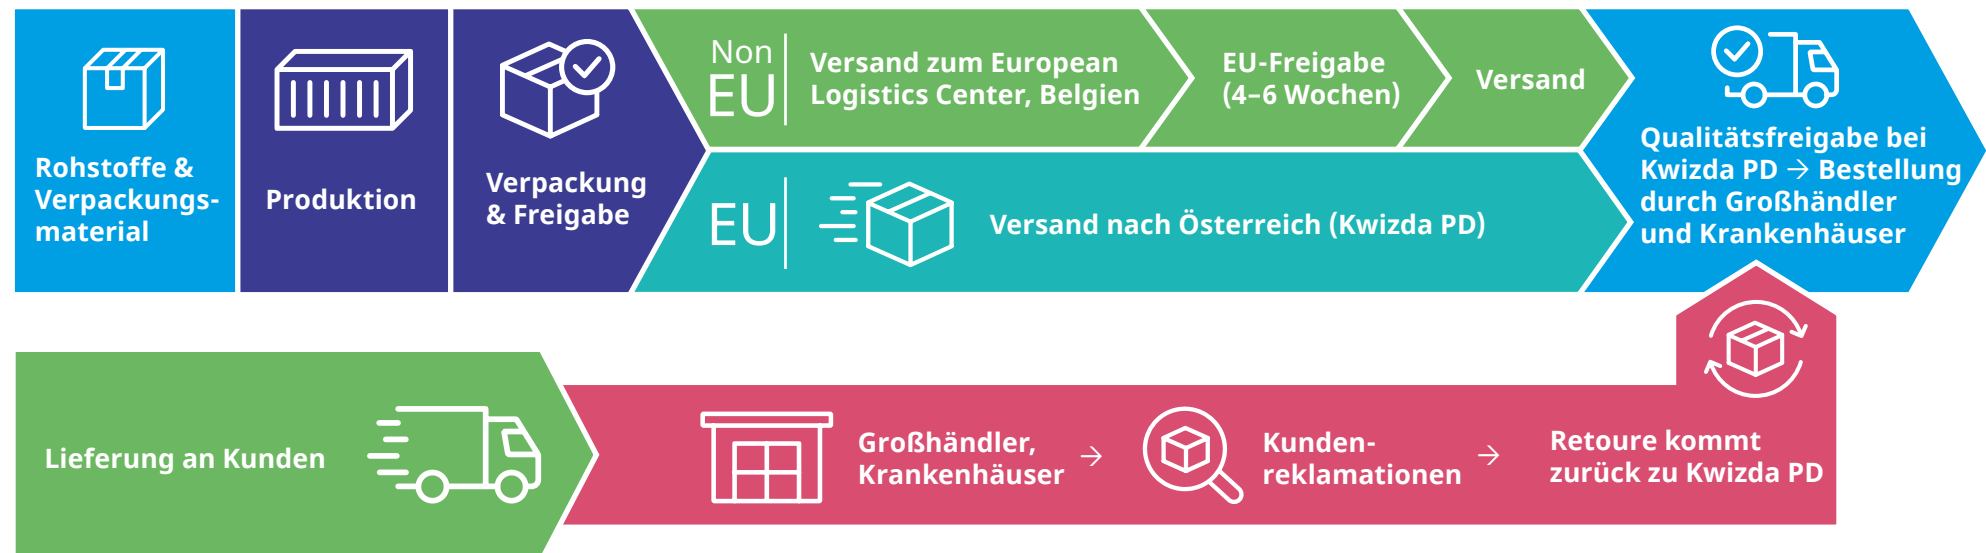 Rohstoffe &
Verpackungs-
material
Produktion
Verpackung
& Freigabe
Non
EU
Versand zum European
Logistics Center, Belgien
EU-Freigabe
(4–6 Wochen)
Versand
EU
Versand nach Österreich (Kwizda PD)
Qualitätsfreigabe bei
Kwizda PD → Bestellung
durch Großhändler
und Krankenhäuser
Lieferung an Kunden
Großhändler,
Krankenhäuser →
Kunden-
reklamationen →
Retoure kommt
zurück zu Kwizda PD